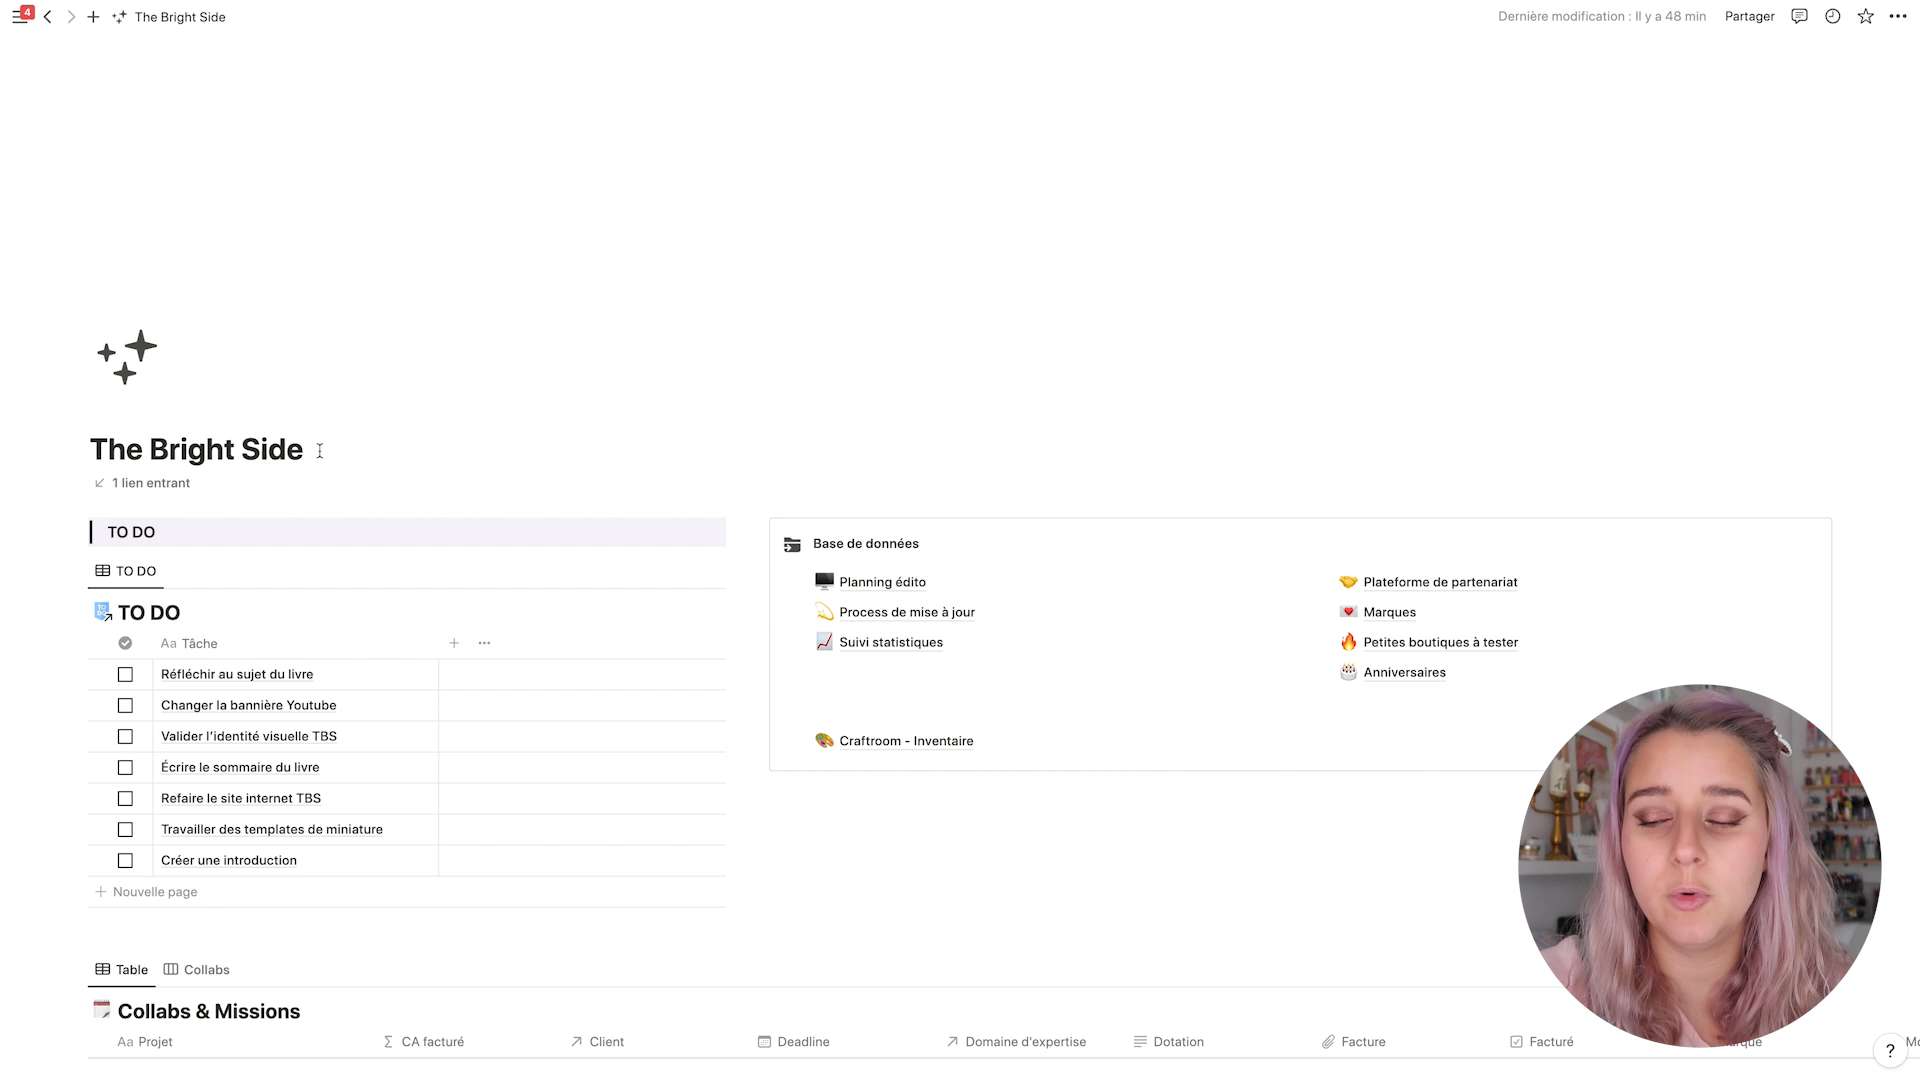 4
The Bright Side
Dernière modification : Il y a 48 min
Partager
The Bright Side
1 lien entrant
TO DO
TO DO
TO DO
Aa Tâche
Réfléchir au sujet du livre
Changer la bannière Youtube
Valider l'identité visuelle TBS
Écrire le sommaire du livre
Refaire le site internet TBS
Travailler des templates de miniature
Créer une introduction
Nouvelle page
Base de données
Planning édito
Process de mise à jour
Suivi statistiques
Craftroom - Inventaire
Plateforme de partenariat
Marques
Petites boutiques à tester
Anniversaires
Table Collabs
Collabs & Missions
Aa Projet Σ CA facturé Client Deadline Domaine d'expertise Dotation Facture Facturé
?